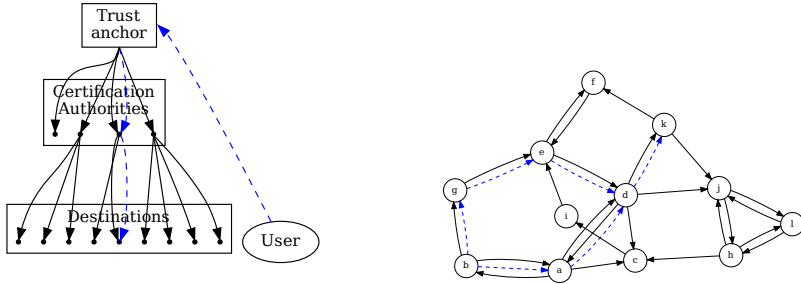 Trust
anchor
Certification
Authorities
Destinations
User
f
k
e
g
d
j
i
l
b
a
c
h